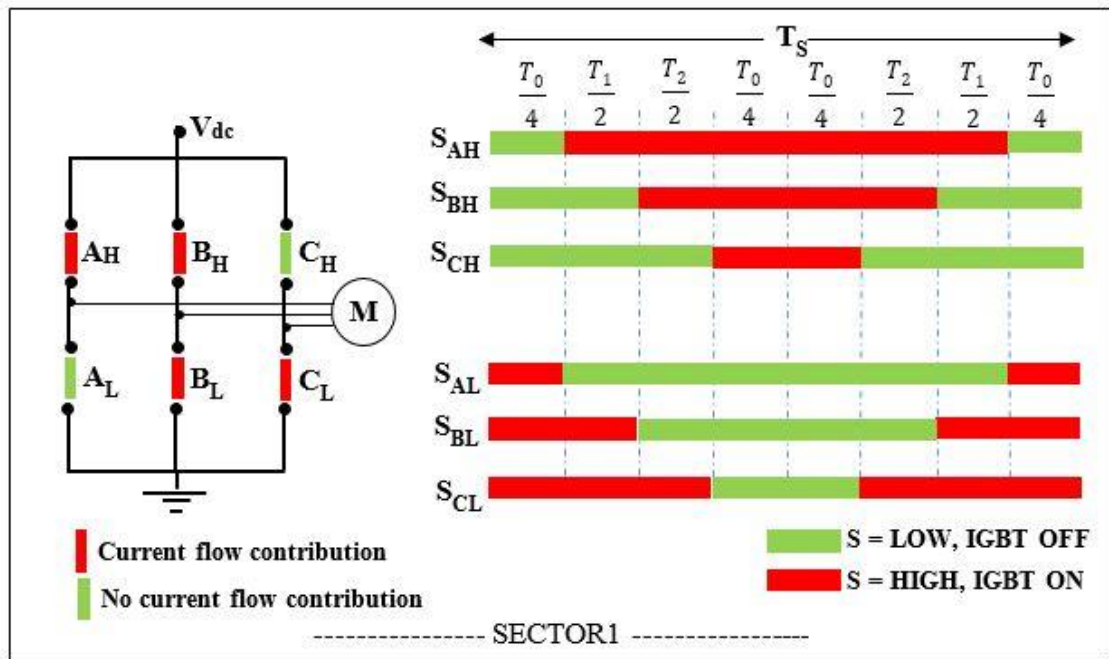 T_S
T_0/4 T_1/2 T_2/2 T_0/4 T_0/4 T_2/2 T_1/2 T_0/4
Vdc
S_AH
S_BH
S_CH
A_H B_H C_H
M
A_L B_L C_L
S_AL
S_BL
S_CL
Current flow contribution
No current flow contribution
S = LOW, IGBT OFF
S = HIGH, IGBT ON
---------------- SECTOR1 ----------------